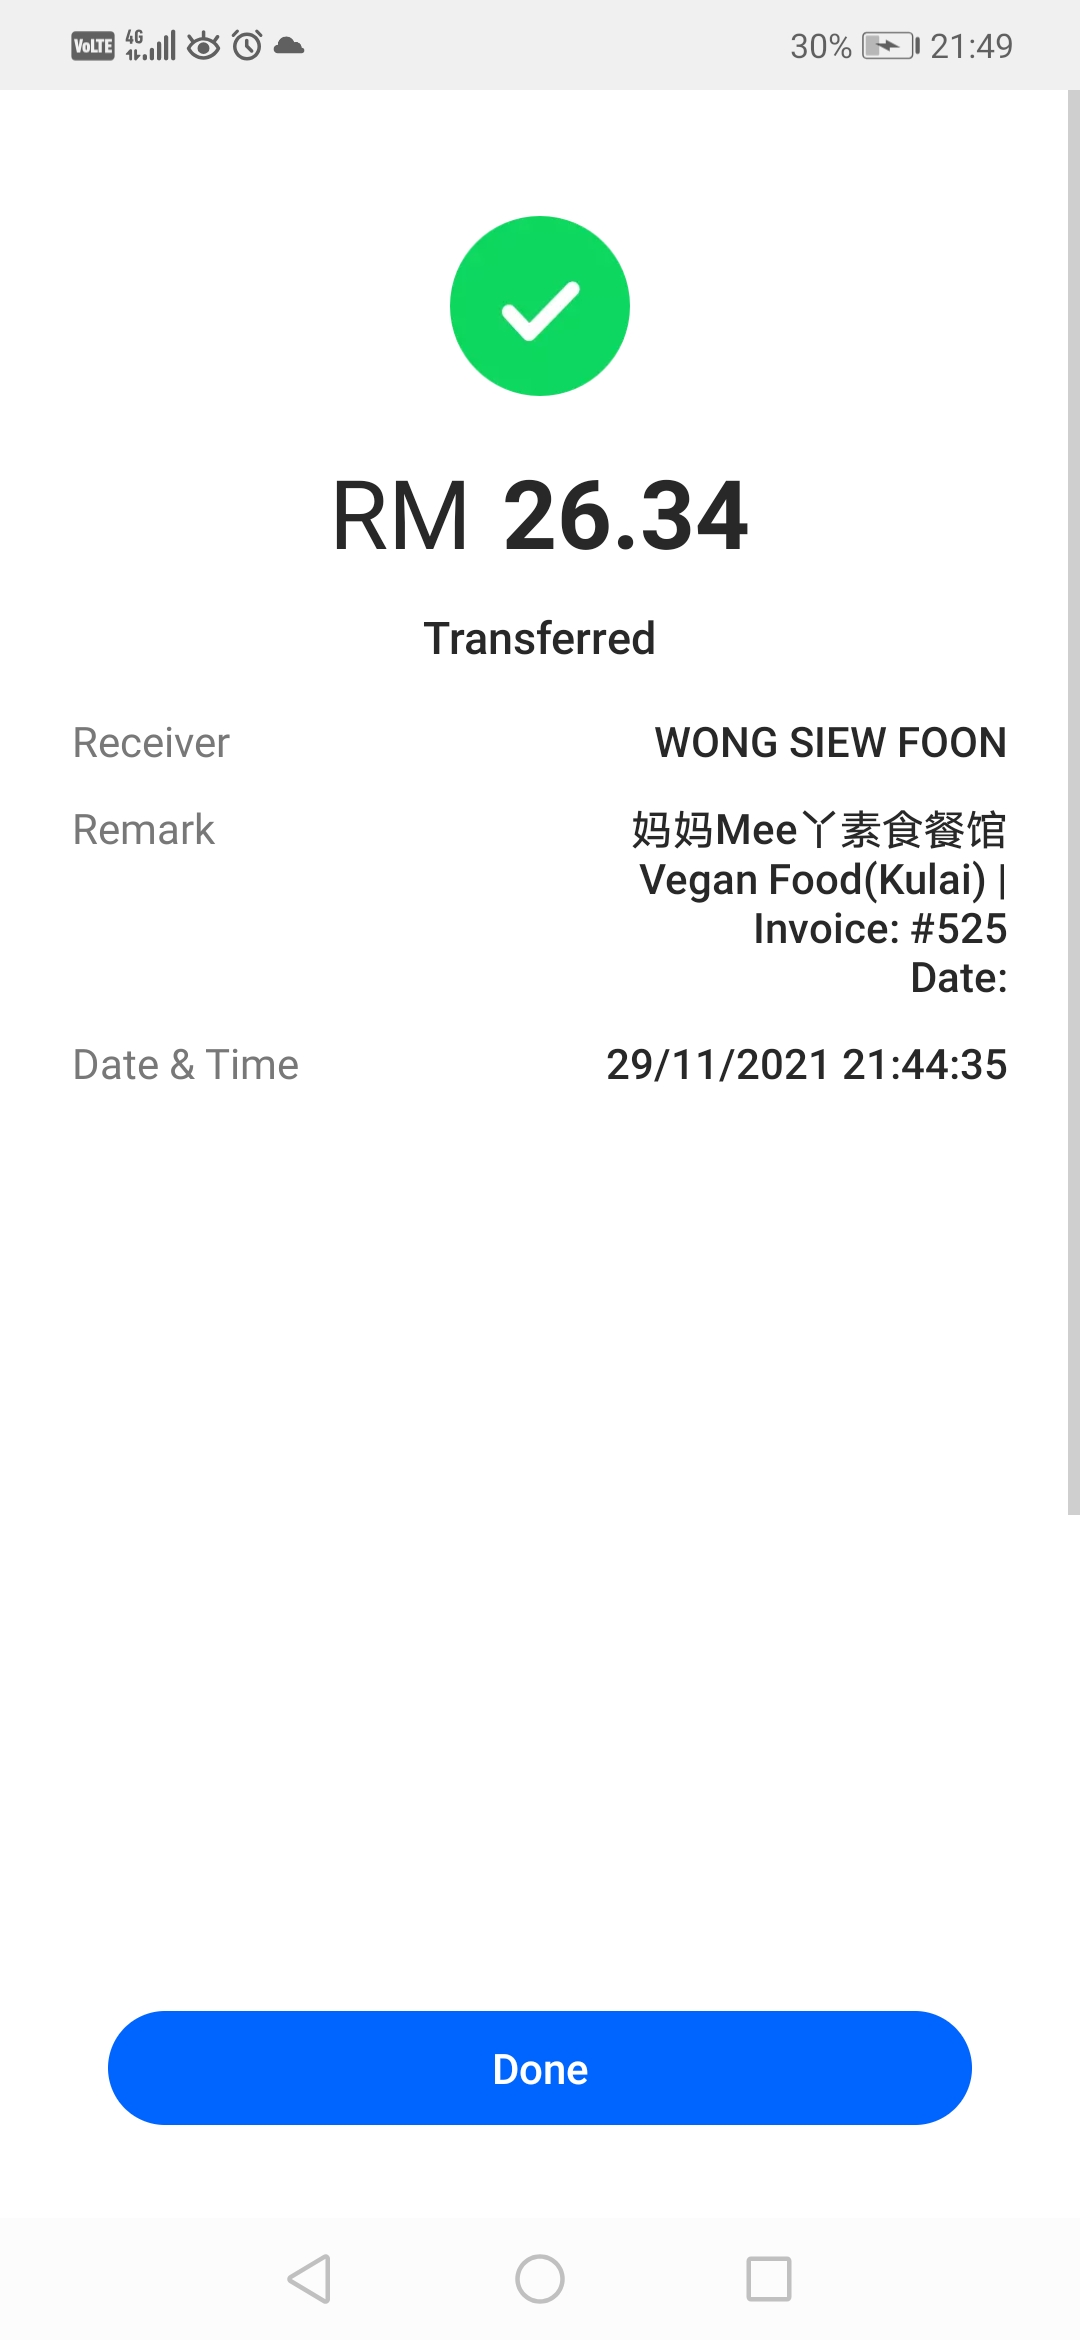 VoLTE 4G 30% 21:49
RM 26.34
Transferred
Receiver WONG SIEW FOON
Remark 妈妈Mee丫素食餐馆
Vegan Food(Kulai) |
Invoice: #525
Date:
Date & Time 29/11/2021 21:44:35
Done